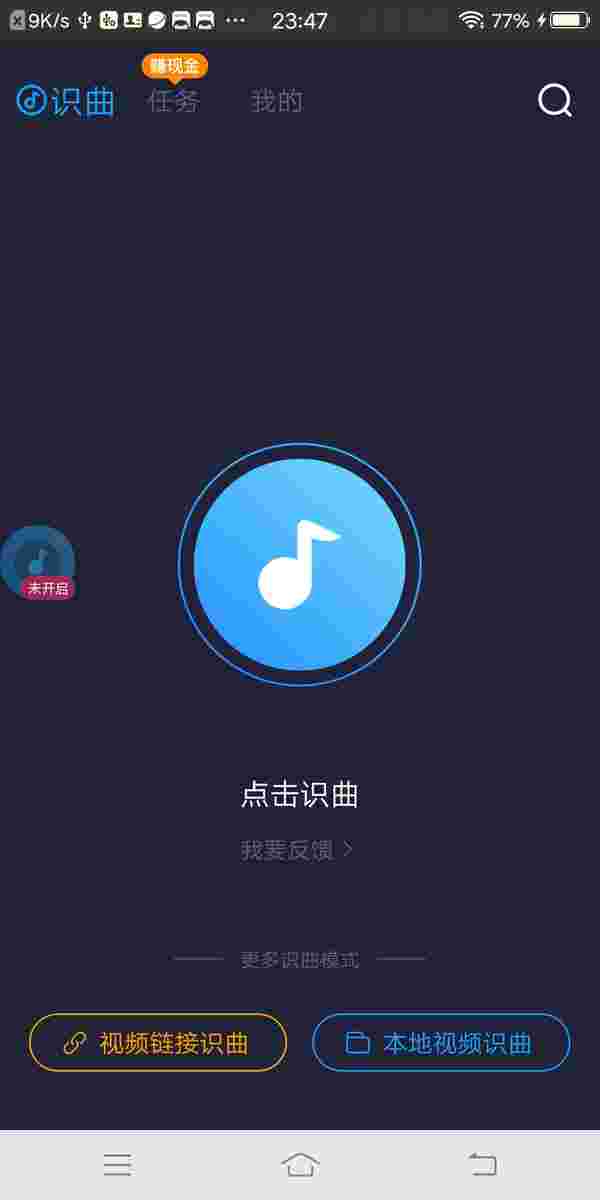 9K/s
23:47
77%
赚现金
识曲
任务
我的
未开启
点击识曲
我要反馈
更多识曲模式
视频链接识曲
本地视频识曲